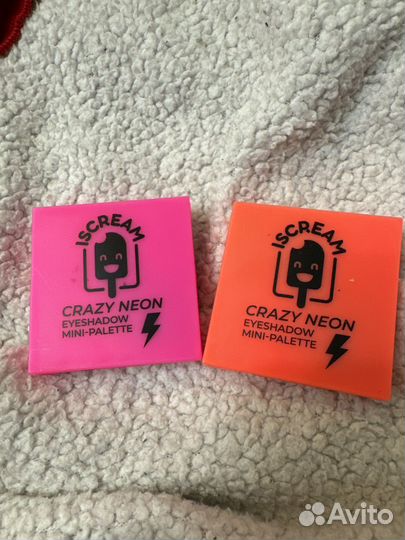 ISCREAM
CRAZY NEON
EYESHADOW
MINI-PALETTE
ISCREAM
CRAZY NEON
EYESHADOW
MINI-PALETTE
Avito